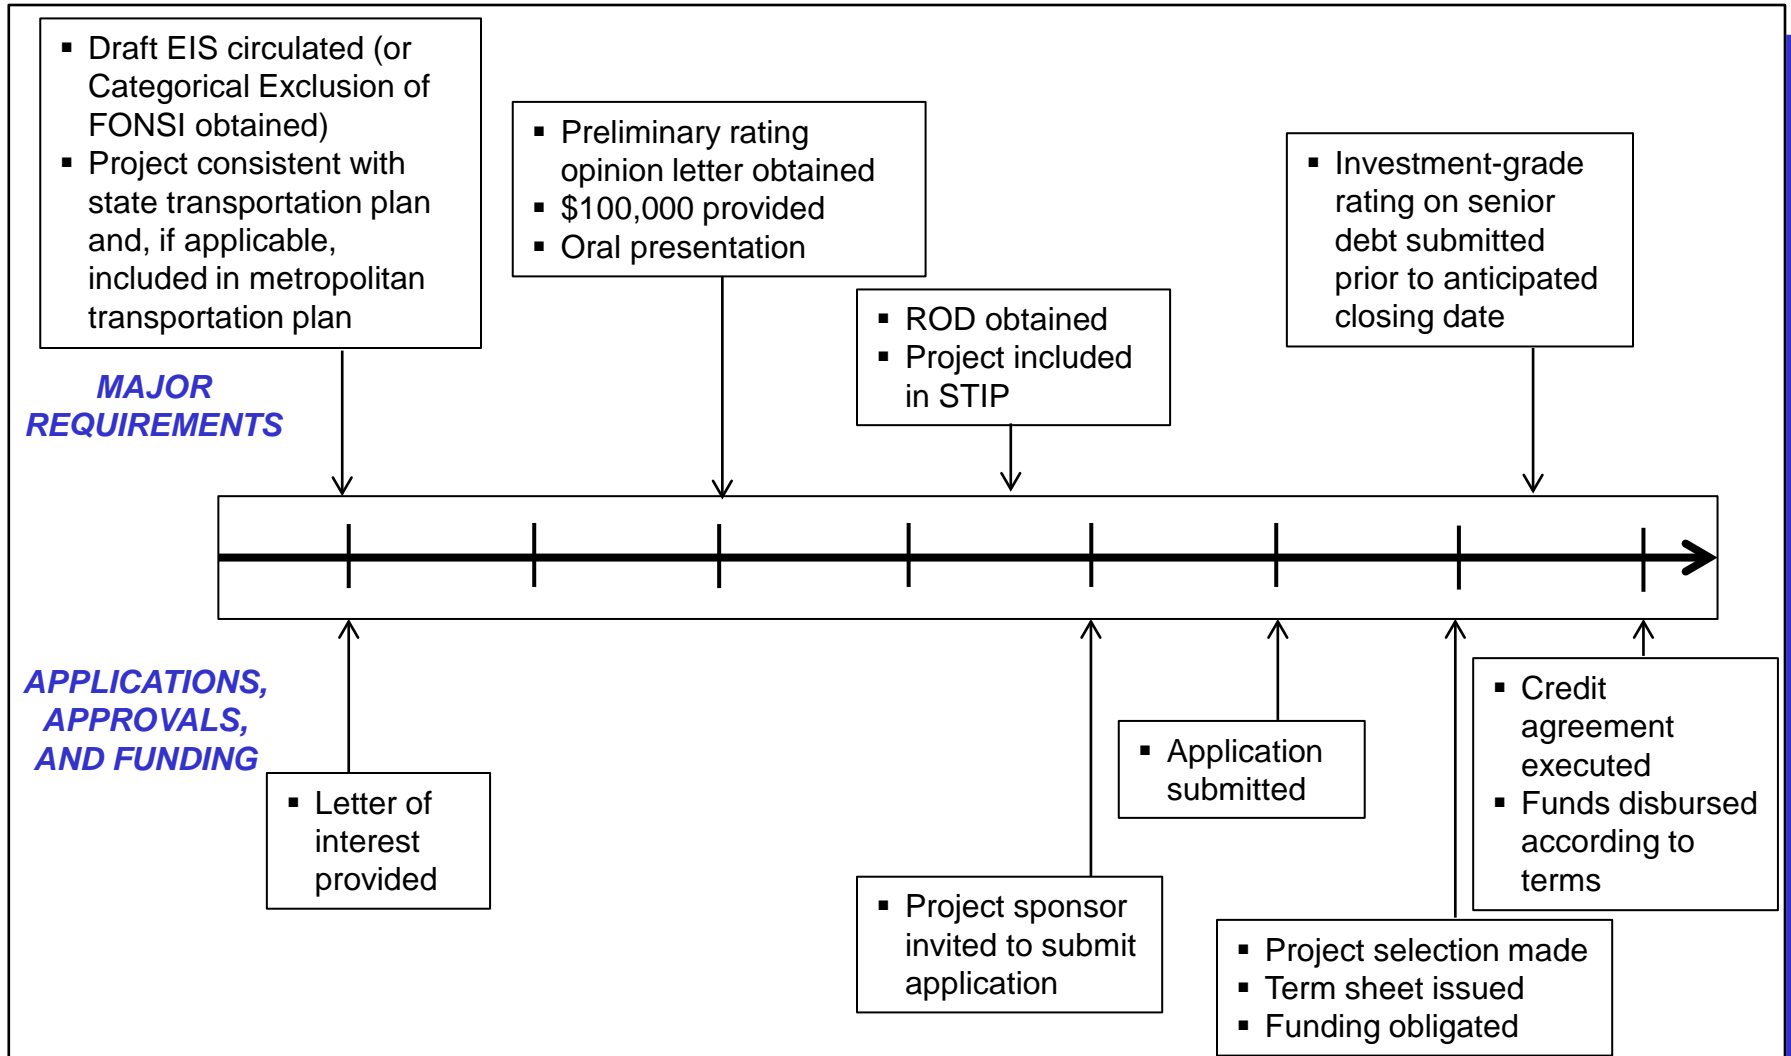 ▪ Draft EIS circulated (or
Categorical Exclusion of
FONSI obtained)
▪ Project consistent with
state transportation plan
and, if applicable,
included in metropolitan
transportation plan
▪ Preliminary rating
opinion letter obtained
▪ $100,000 provided
▪ Oral presentation
▪ ROD obtained
▪ Project included
in STIP
▪ Investment-grade
rating on senior
debt submitted
prior to anticipated
closing date
MAJOR
REQUIREMENTS
APPLICATIONS,
APPROVALS,
AND FUNDING
▪ Letter of
interest
provided
▪ Project sponsor
invited to submit
application
▪ Application
submitted
▪ Project selection made
▪ Term sheet issued
▪ Funding obligated
▪ Credit
agreement
executed
▪ Funds disbursed
according to
terms